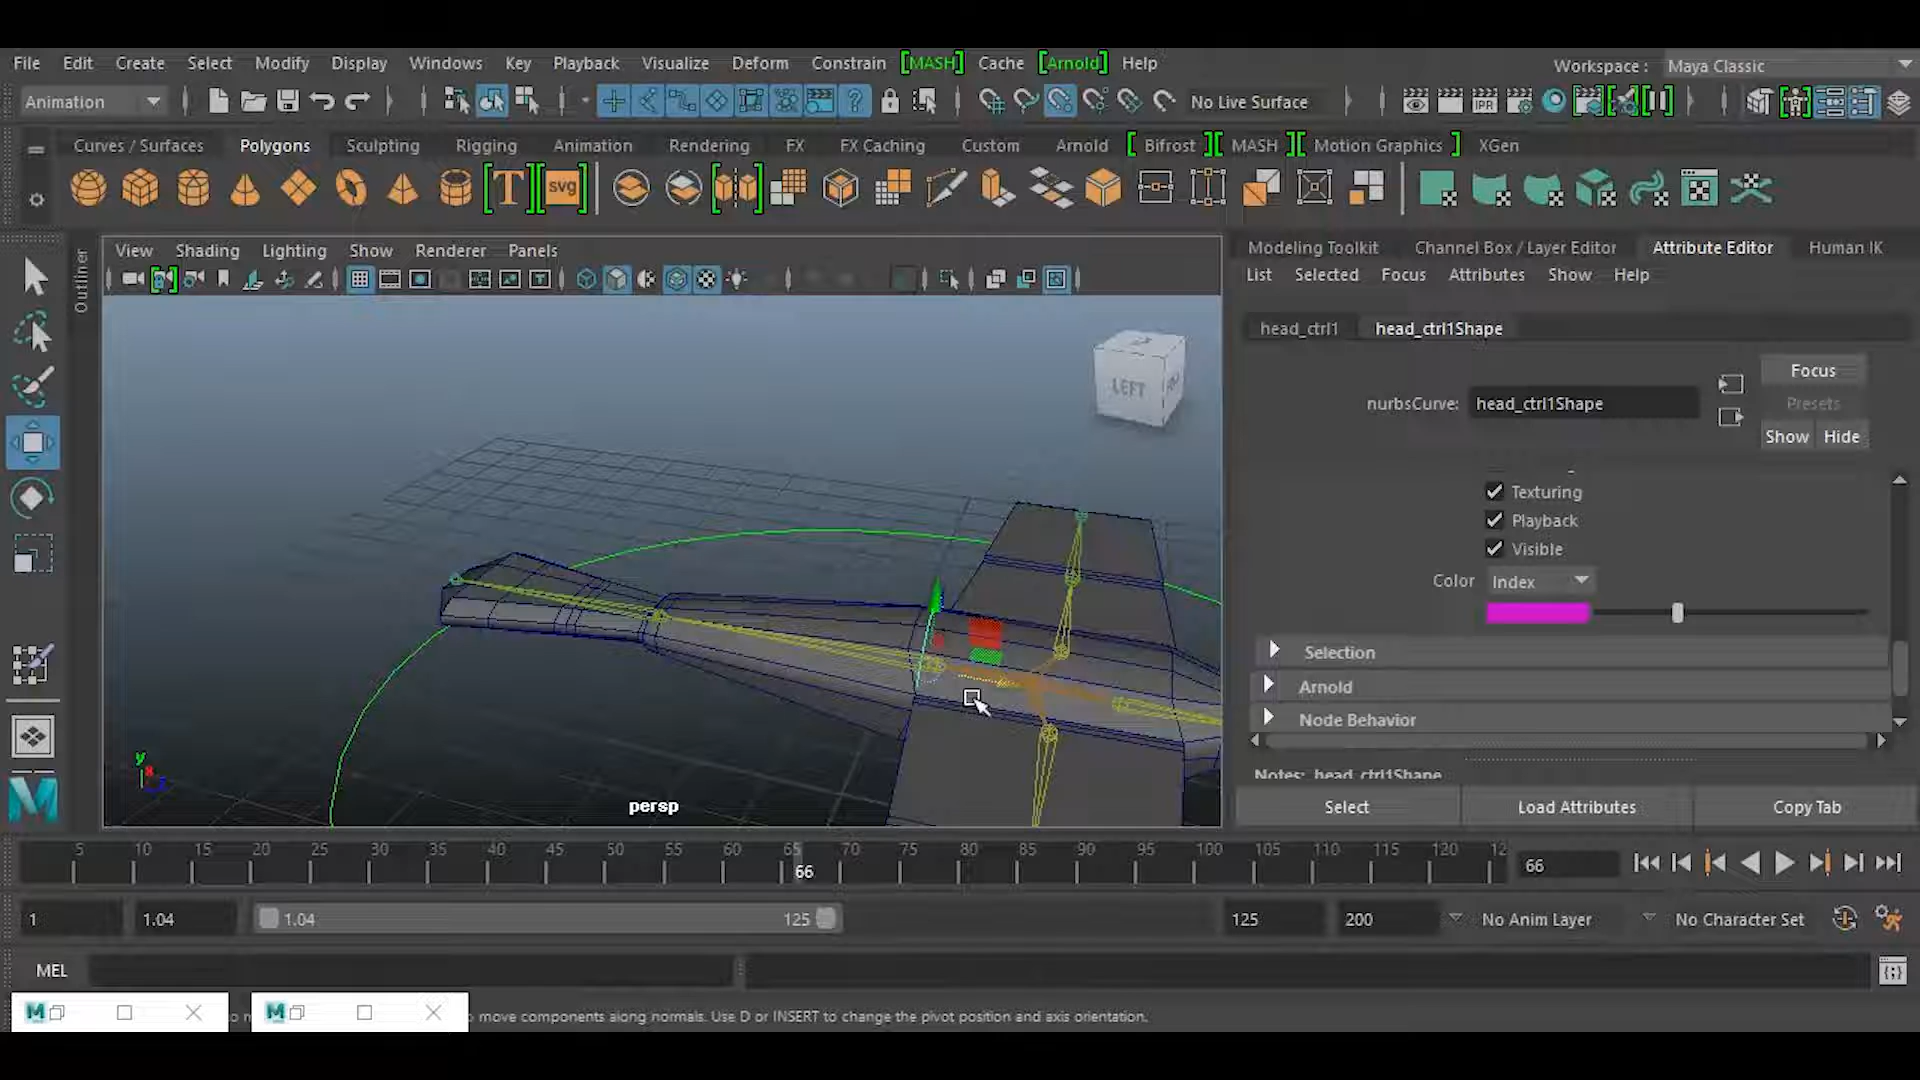 File Edit Create Select Modify Display Windows Key Playback Visualize Deform Constrain [MASH] Cache [Arnold] Help
Workspace : Maya Classic
Animation
No Live Surface
IPR
Curves / Surfaces Polygons Sculpting Rigging Animation Rendering FX FX Caching Custom Arnold [ Bifrost ][ MASH ][ Motion Graphics ] XGen
T svg
Outliner
View Shading Lighting Show Renderer Panels
Modeling Toolkit Channel Box / Layer Editor Attribute Editor Human IK
List Selected Focus Attributes Show Help
head_ctrl1 head_ctrl1Shape
Focus
nurbsCurve: head_ctrl1Shape
Presets
Show Hide
LEFT
Texturing
Playback
Visible
Color Index
Selection
Arnold
Node Behavior
Notes: head_ctrl1Shape
Select Load Attributes Copy Tab
y
persp
5 10 15 20 25 30 35 40 45 50 55 60 65 70 75 80 85 90 95 100 105 110 115 120 12
66
66
1 1.04 1.04 125 125 200 No Anim Layer No Character Set
MEL
M M
move components along normals. Use D or INSERT to change the pivot position and axis orientation.